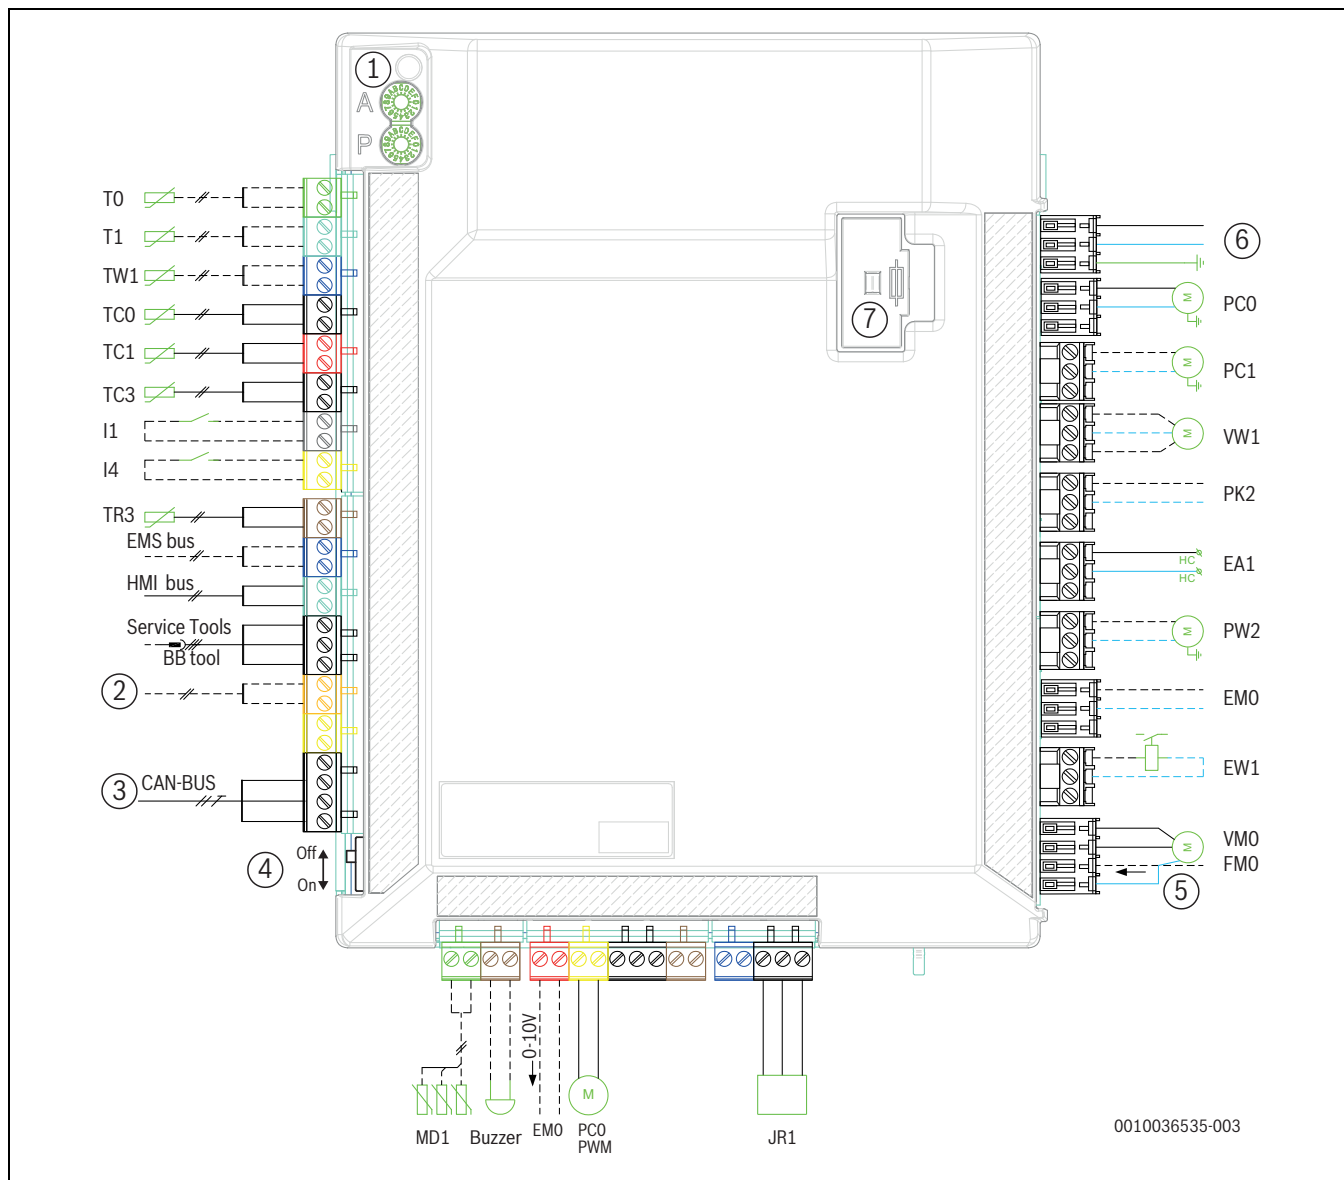 1
A
P
T0
T1
TW1
TC0
TC1
TC3
I1
I4
TR3
EMS bus
HMI bus
Service Tools
BB tool
2
3 CAN-BUS
4 Off
On
7
6
M PC0
M PC1
M VW1
PK2
HC EA1
HC
M PW2
EM0
EW1
M VM0
FM0
5
0-10V
M
MD1
Buzzer
EM0
PC0
PWM
JR1
0010036535-003